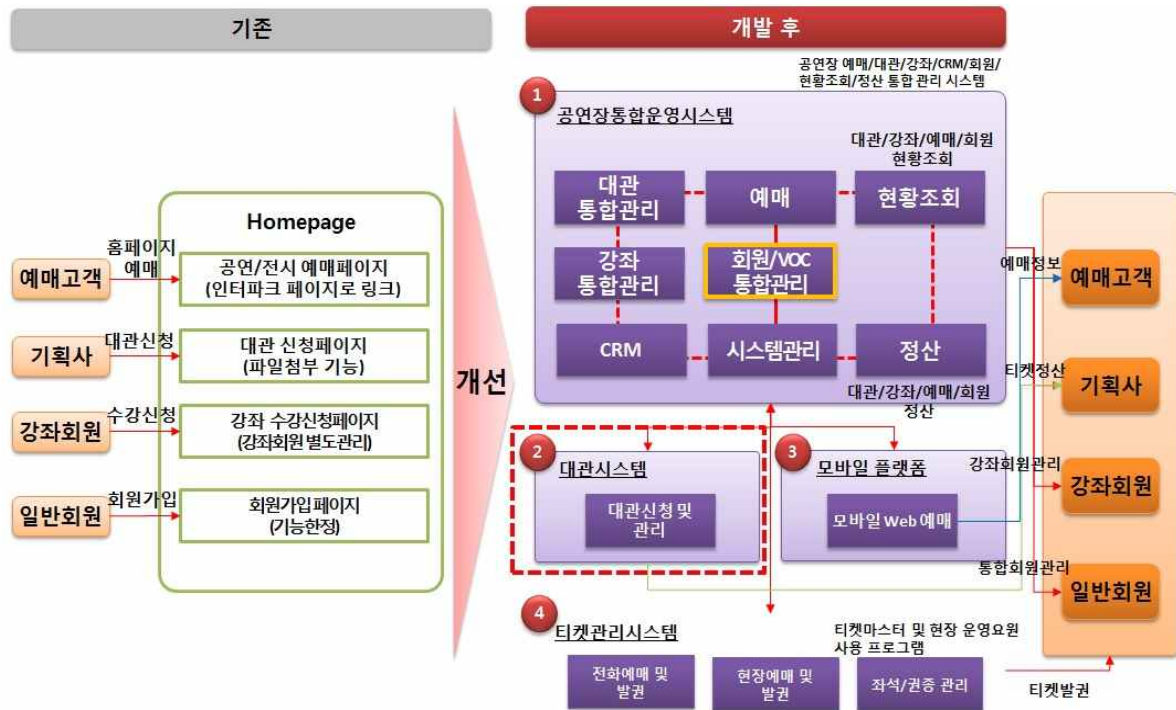 기존
개발 후
공연장 예매/대관/강좌/CRM/회원/
현황조회/정산 통합 관리 시스템
1
공연장통합운영시스템
대관/강좌/예매/회원
현황조회
대관
통합관리
예매
현황조회
강좌
통합관리
회원/VOC
통합관리
CRM
시스템관리
정산
대관/강좌/예매/회원
정산
Homepage
홈페이지
예매
예매고객
공연/전시 예매페이지
(인터파크 페이지로 링크)
대관신청
기획사
대관 신청페이지
(파일첨부 기능)
수강신청
강좌회원
강좌 수강신청페이지
(강좌회원 별도관리)
회원가입
일반회원
회원가입 페이지
(기능한정)
개선
2
대관시스템
대관신청 및
관리
3
모바일 플랫폼
모바일 Web 예매
4
티켓관리시스템
티켓마스터 및 현장 운영요원
사용 프로그램
전화예매 및
발권
현장예매 및
발권
좌석/권종 관리
예매정보
예매고객
티켓정산
기획사
강좌회원관리
강좌회원
통합회원관리
일반회원
티켓발권